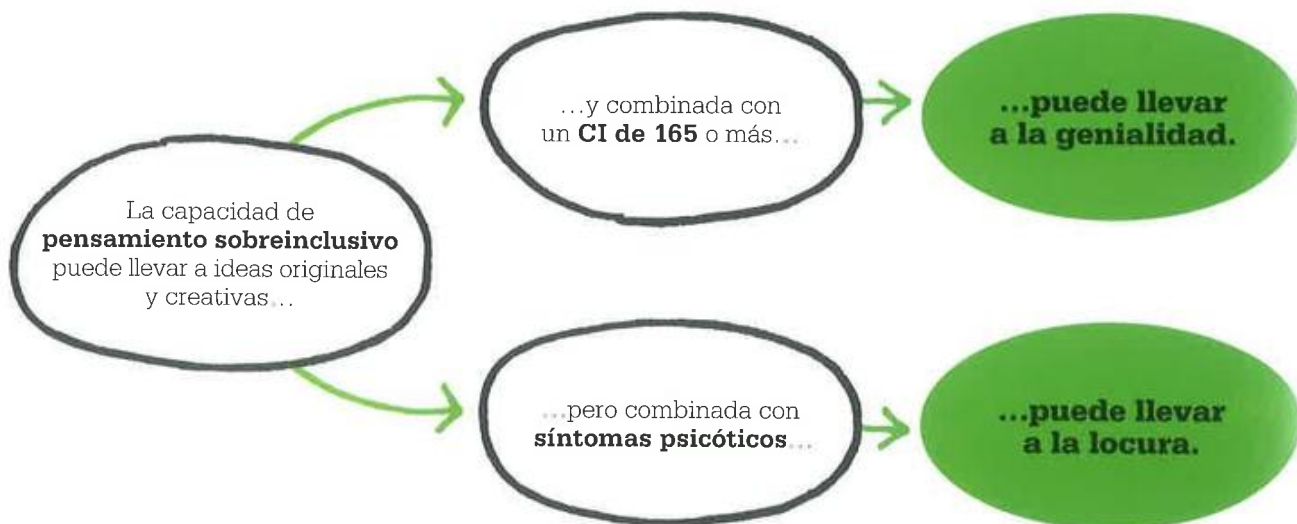 La capacidad de
pensamiento sobreinclusivo
puede llevar a ideas originales
y creativas...
...y combinada con
un CI de 165 o más...
...puede llevar
a la genialidad.
...pero combinada con
síntomas psicóticos...
...puede llevar
a la locura.